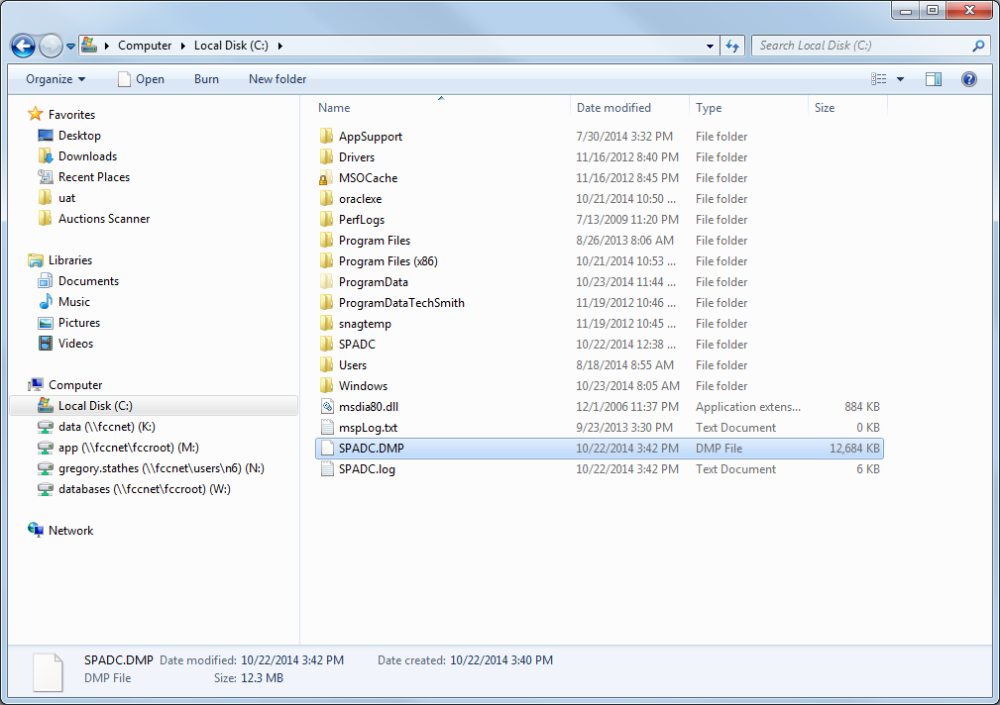 Computer Local Disk (C:)
Search Local Disk (C:)
Organize Open Burn New folder
Favorites
Desktop
Downloads
Recent Places
uat
Auctions Scanner
Libraries
Documents
Music
Pictures
Videos
Computer
Local Disk (C:)
data (\\fccnet) (K:)
app (\\fccnet\fccroot) (M:)
gregory.stathes (\\fccnet\users\n6) (N:)
databases (\\fccnet\fccroot) (W:)
Network
Name Date modified Type Size
AppSupport 7/30/2014 3:32 PM File folder
Drivers 11/16/2012 8:40 PM File folder
MSOCache 11/16/2012 8:45 PM File folder
oraclexe 10/21/2014 10:50 ... File folder
PerfLogs 7/13/2009 11:20 PM File folder
Program Files 8/26/2013 8:06 AM File folder
Program Files (x86) 10/21/2014 10:53 ... File folder
ProgramData 10/23/2014 11:44 ... File folder
ProgramDataTechSmith 11/19/2012 10:46 ... File folder
snagtemp 11/19/2012 10:45 ... File folder
SPADC 10/22/2014 12:38 ... File folder
Users 8/18/2014 8:55 AM File folder
Windows 10/23/2014 8:05 AM File folder
msdia80.dll 12/1/2006 11:37 PM Application extens... 884 KB
mspLog.txt 9/23/2013 3:30 PM Text Document 0 KB
SPADC.DMP 10/22/2014 3:42 PM DMP File 12,684 KB
SPADC.log 10/22/2014 3:42 PM Text Document 6 KB
SPADC.DMP Date modified: 10/22/2014 3:42 PM Date created: 10/22/2014 3:40 PM
DMP File Size: 12.3 MB